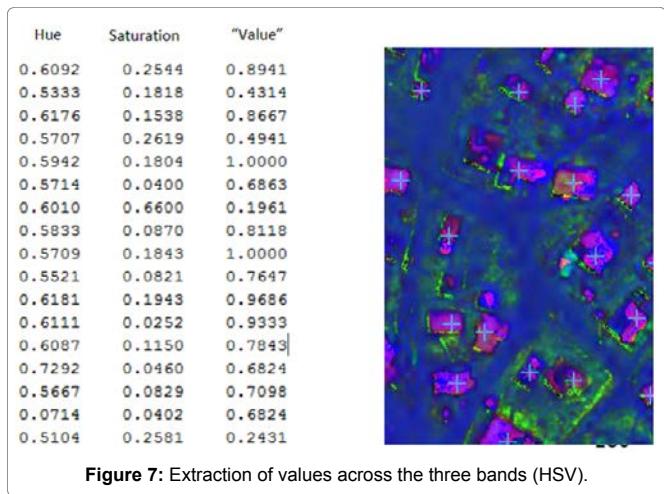 Hue Saturation “Value”
0.6092 0.2544 0.8941
0.5333 0.1818 0.4314
0.6176 0.1538 0.8667
0.5707 0.2619 0.4941
0.5942 0.1804 1.0000
0.5714 0.0400 0.6863
0.6010 0.6600 0.1961
0.5833 0.0870 0.8118
0.5709 0.1843 1.0000
0.5521 0.0821 0.7647
0.6181 0.1943 0.9686
0.6111 0.0252 0.9333
0.6087 0.1150 0.7843
0.7292 0.0460 0.6824
0.5667 0.0829 0.7098
0.0714 0.0402 0.6824
0.5104 0.2581 0.2431
Figure 7: Extraction of values across the three bands (HSV).